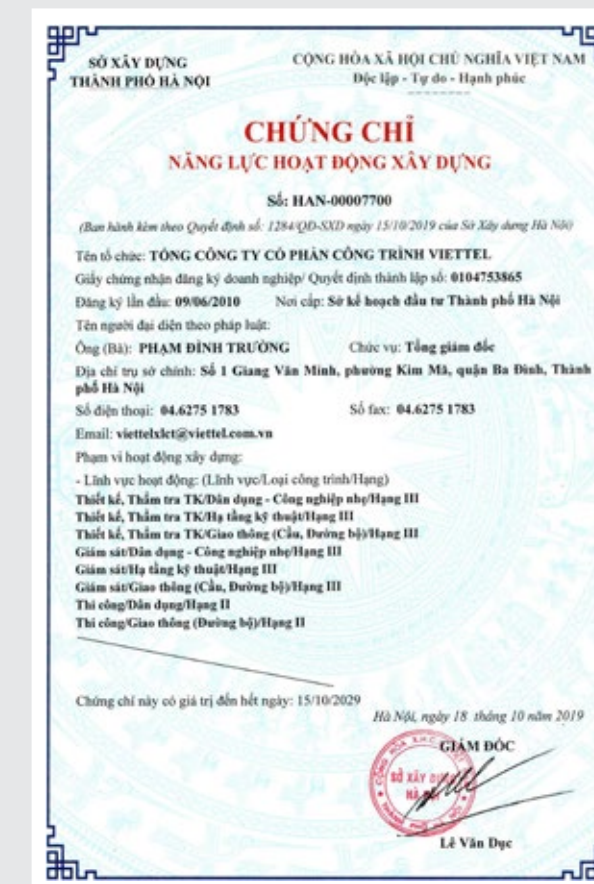 SỞ XÂY DỰNG
THÀNH PHỐ HÀ NỘI
CỘNG HÒA XÃ HỘI CHỦ NGHĨA VIỆT NAM
Độc lập - Tự do - Hạnh phúc
CHỨNG CHỈ
NĂNG LỰC HOẠT ĐỘNG XÂY DỰNG
Số: HAN-00007700
(Ban hành kèm theo Quyết định số: 1284/QĐ-SXD ngày 15/10/2019 của Sở Xây dựng Hà Nội)
Tên tổ chức: TỔNG CÔNG TY CỔ PHẦN CÔNG TRÌNH VIETTEL
Giấy chứng nhận đăng ký doanh nghiệp/ Quyết định thành lập số: 0104753865
Đăng ký lần đầu: 09/06/2010 Nơi cấp: Sở kế hoạch đầu tư Thành phố Hà Nội
Tên người đại diện theo pháp luật:
Ông (Bà): PHẠM ĐÌNH TRƯỜNG Chức vụ: Tổng giám đốc
Địa chỉ trụ sở chính: Số 1 Giang Văn Minh, phường Kim Mã, quận Ba Đình, Thành
phố Hà Nội
Số điện thoại: 04.6275 1783 Số fax: 04.6275 1783
Email: viettelxlct@viettel.com.vn
Phạm vi hoạt động xây dựng:
- Lĩnh vực hoạt động: (Lĩnh vực/Loại công trình/Hạng)
Thiết kế, Thẩm tra TK/Dân dụng - Công nghiệp nhẹ/Hạng III
Thiết kế, Thẩm tra TK/Hạ tầng kỹ thuật/Hạng III
Thiết kế, Thẩm tra TK/Giao thông (Cầu, Đường bộ)/Hạng III
Giám sát/Dân dụng - Công nghiệp nhẹ/Hạng III
Giám sát/Hạ tầng kỹ thuật/Hạng III
Giám sát/Giao thông (Cầu, Đường bộ)/Hạng III
Thi công/Dân dụng/Hạng II
Thi công/Giao thông (Đường bộ)/Hạng II
Chứng chỉ này có giá trị đến hết ngày: 15/10/2029
Hà Nội, ngày 18 tháng 10 năm 2019
GIÁM ĐỐC
SỞ XÂY DỰNG
HÀ NỘI
Lê Văn Dục